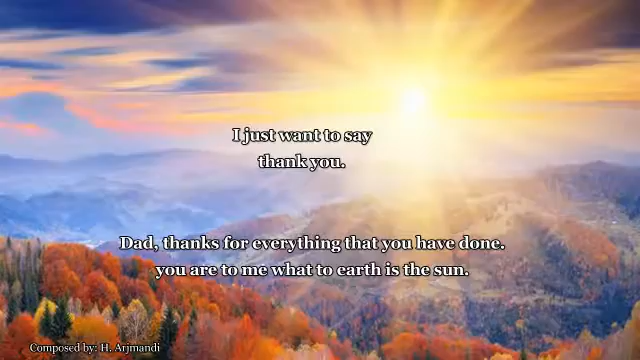 I just want to say
thank you.
Dad, thanks for everything that you have done.
you are to me what to earth is the sun.
Composed by: H. Arjmandi